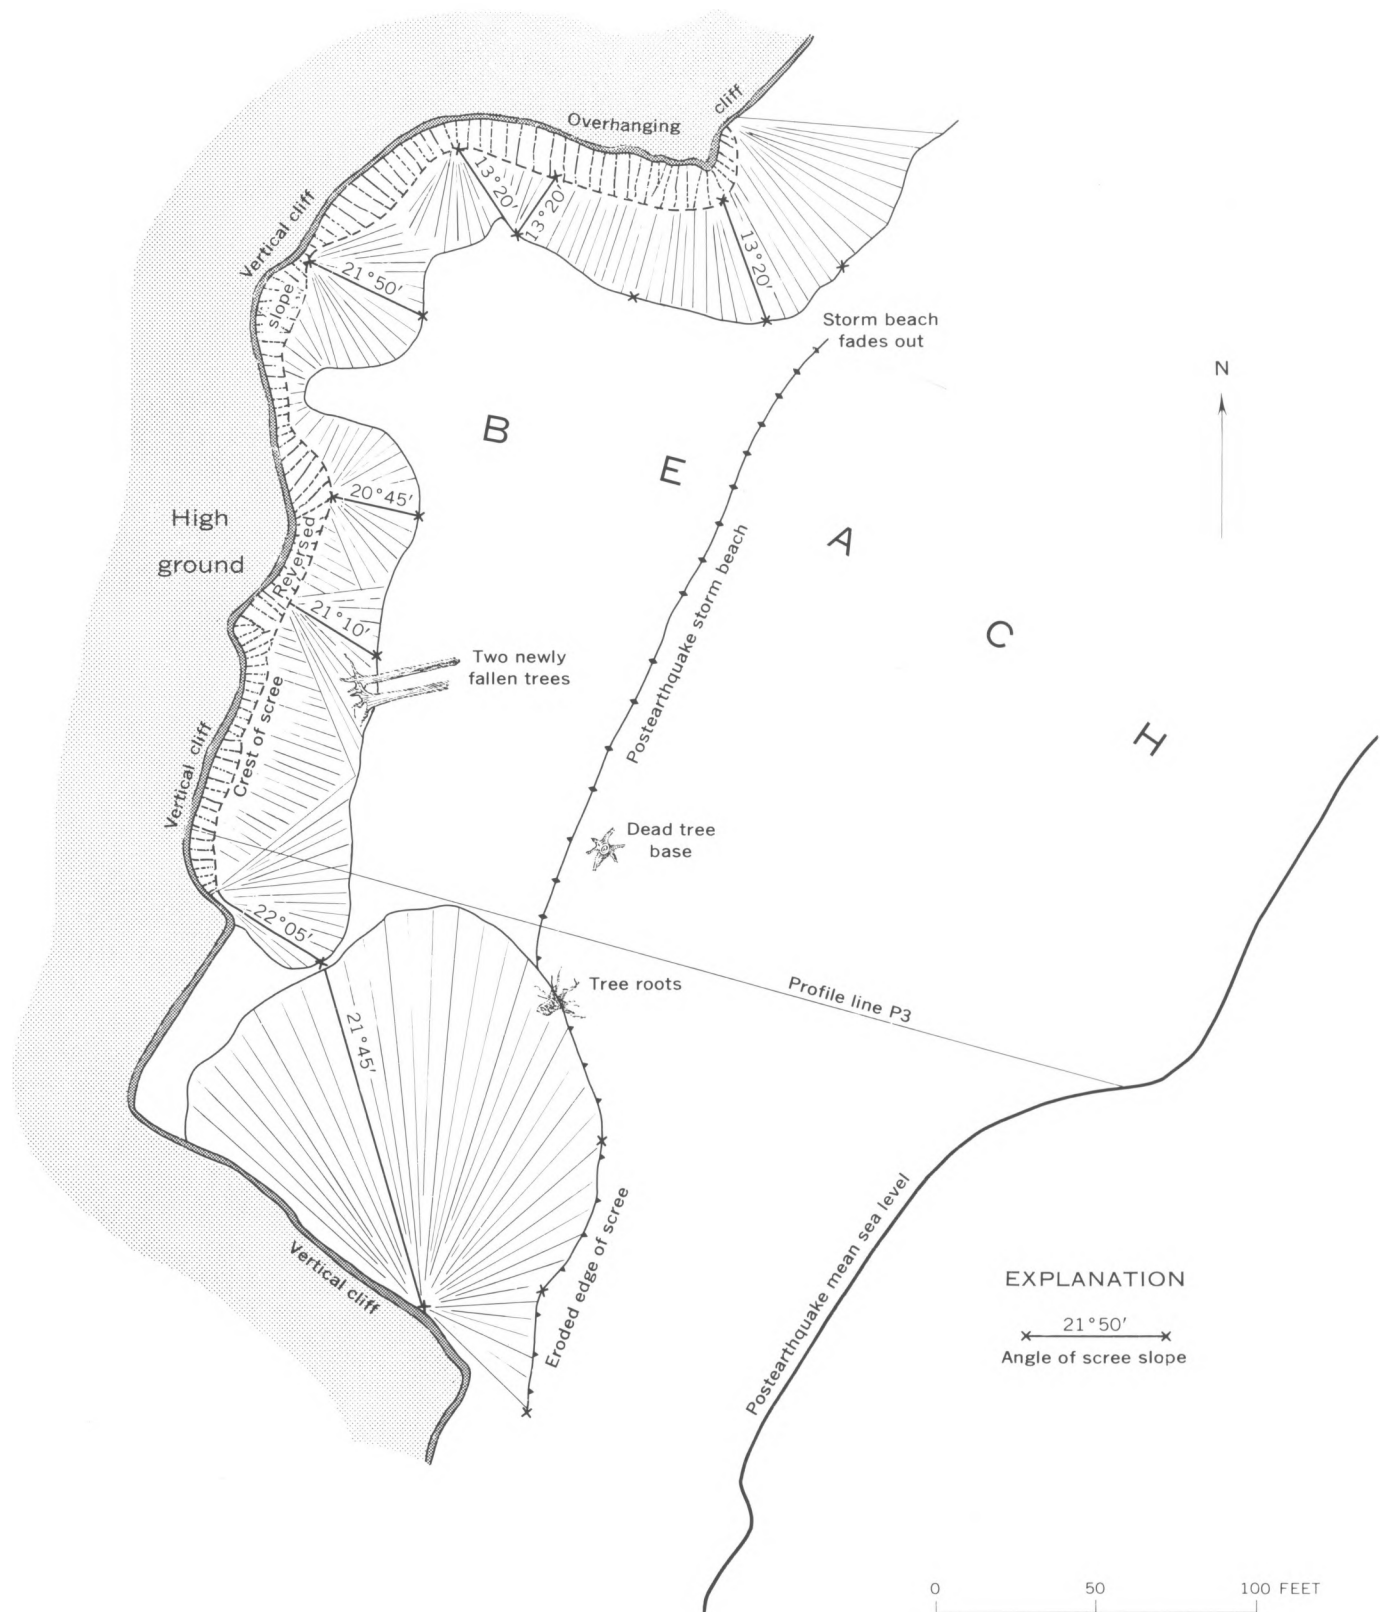 Overhanging
cliff
13°20′
13°20′
13°20′
Vertical cliff
21°50′
slope
Storm beach
fades out
N
B E A C H
20°45′
High
ground
Reversed
21°10′
Two newly
fallen trees
Postearthquake storm beach
Crest of scree
Vertical cliff
Dead tree
base
22°05′
Tree roots
Profile line P3
21°45′
Vertical cliff
Eroded edge of scree
Postearthquake mean sea level
EXPLANATION
21°50′
Angle of scree slope
0 50 100 FEET